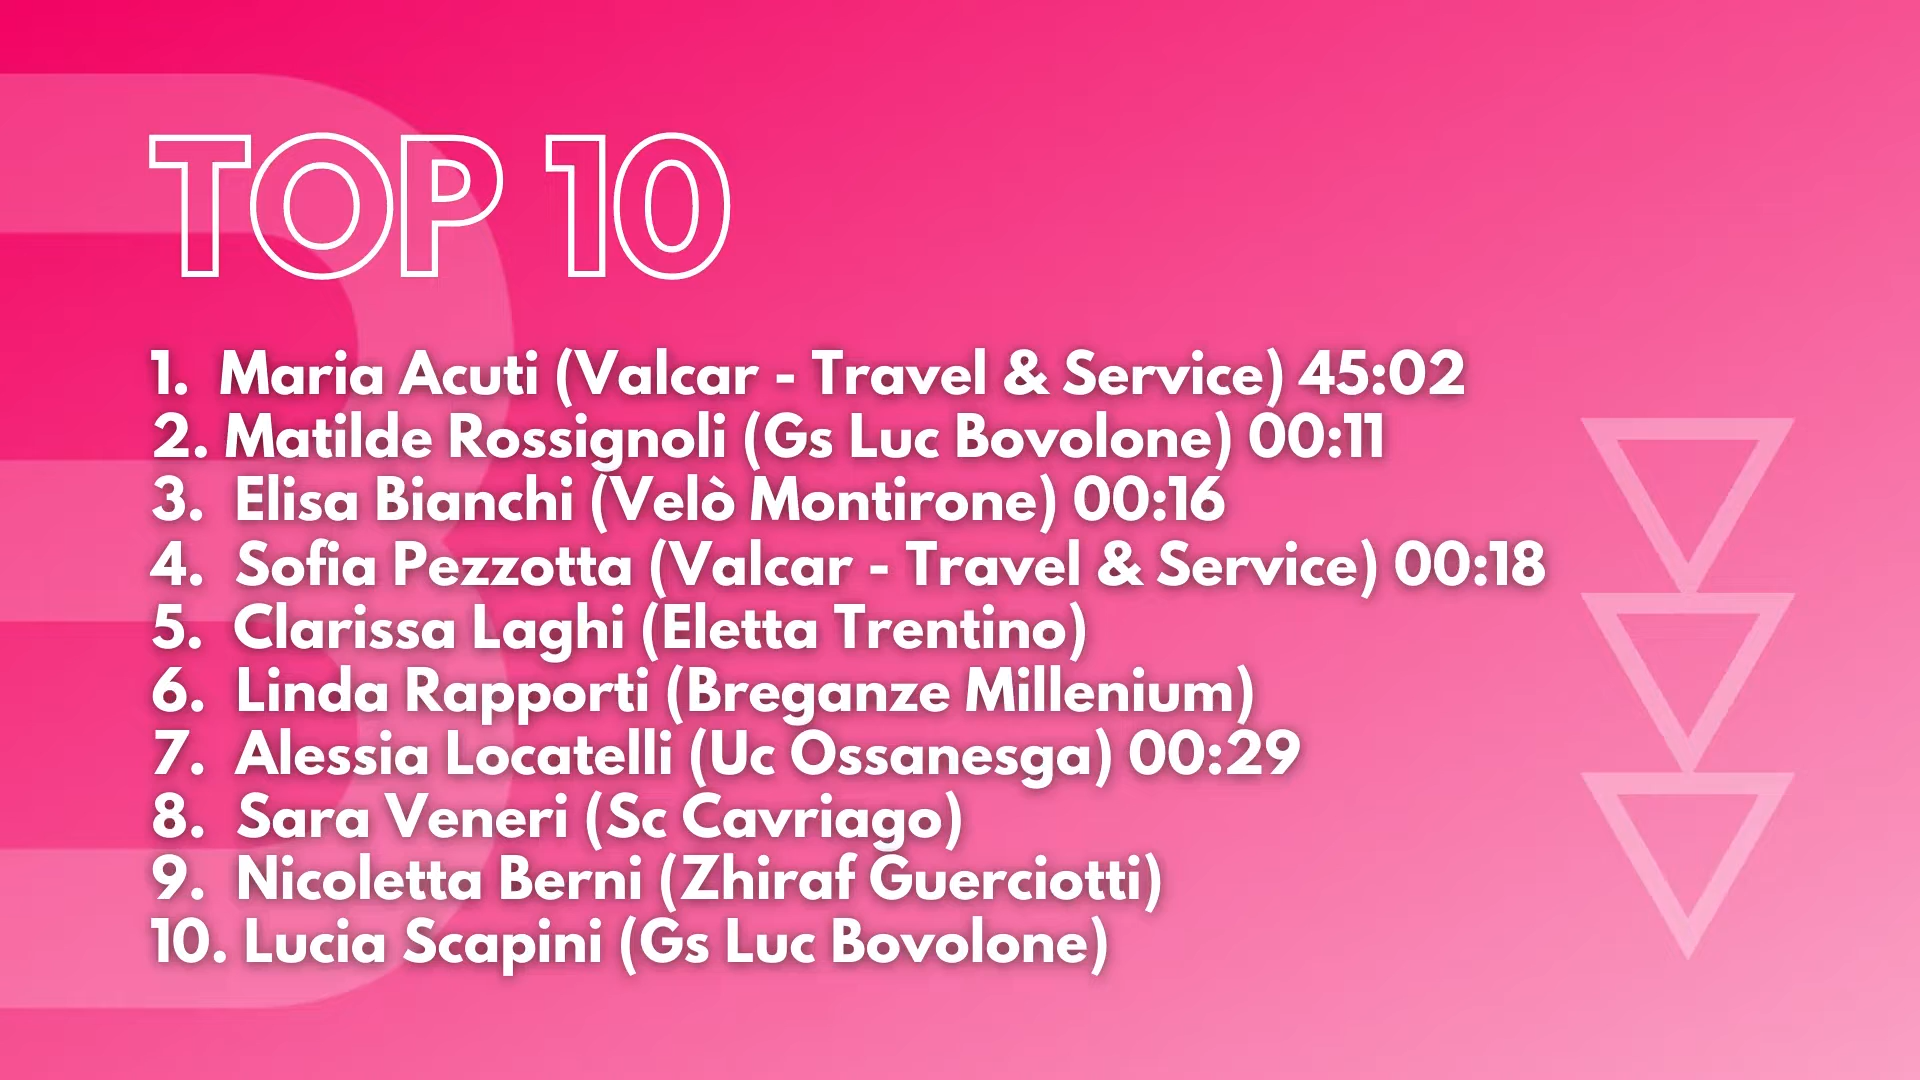 TOP 10
1. Maria Acuti (Valcar - Travel & Service) 45:02
2. Matilde Rossignoli (Gs Luc Bovolone) 00:11
3. Elisa Bianchi (Velò Montirone) 00:16
4. Sofia Pezzotta (Valcar - Travel & Service) 00:18
5. Clarissa Laghi (Eletta Trentino)
6. Linda Rapporti (Breganze Millenium)
7. Alessia Locatelli (Uc Ossanesga) 00:29
8. Sara Veneri (Sc Cavriago)
9. Nicoletta Berni (Zhiraf Guerciotti)
10. Lucia Scapini (Gs Luc Bovolone)